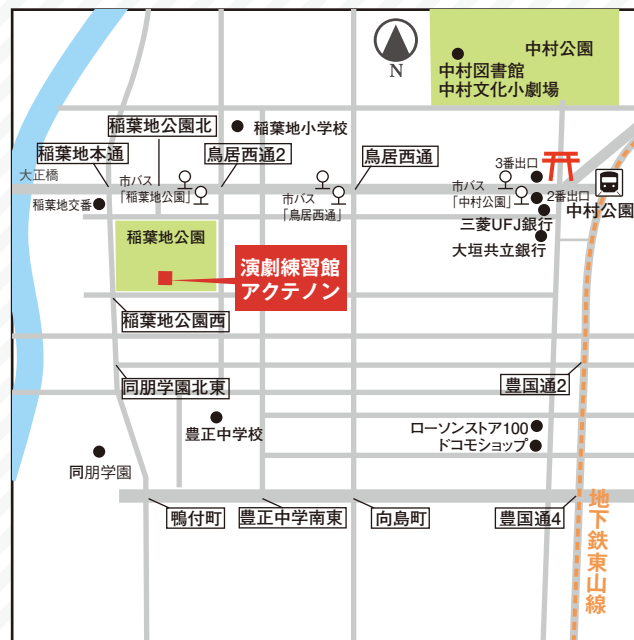 中村公園
中村図書館
中村文化小劇場
N
稲葉地公園北
稲葉地小学校
稲葉地本通
鳥居西通2
鳥居西通
3番出口
大正橋
市バス
「稲葉地公園」
市バス
「鳥居西通」
市バス
「中村公園」
2番出口
中村公園
稲葉地交番
三菱UFJ銀行
大垣共立銀行
稲葉地公園
演劇練習館
アクテノン
稲葉地公園西
同朋学園北東
豊国通2
豊正中学校
ローソンストア100
ドコモショップ
同朋学園
鴨付町
豊正中学南東
向島町
豊国通4
地下鉄東山線